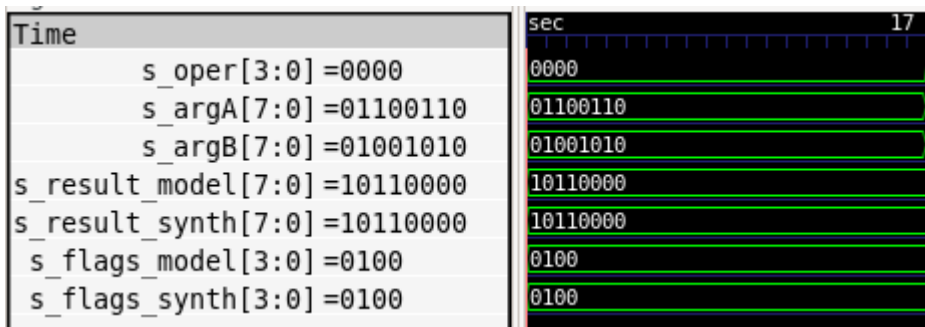 Time
sec 17
s_oper[3:0]=0000
0000
s_argA[7:0]=01100110
01100110
s_argB[7:0]=01001010
01001010
s_result_model[7:0]=10110000
10110000
s_result_synth[7:0]=10110000
10110000
s_flags_model[3:0]=0100
0100
s_flags_synth[3:0]=0100
0100